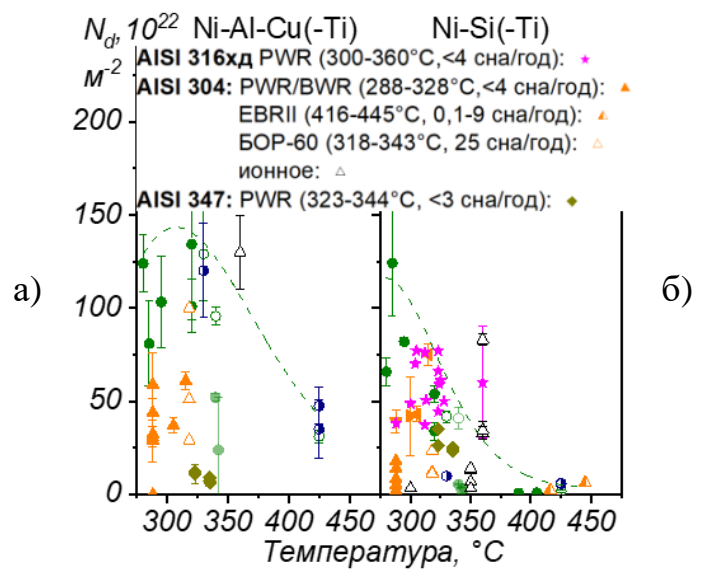 N_d, 10^22 Ni-Al-Cu(-Ti) Ni-Si(-Ti)
м^-2
AISI 316хд PWR (300-360°C,<4 сна/год): ★
AISI 304: PWR/BWR (288-328°C,<4 сна/год): ▲
EBRII (416-445°C, 0,1-9 сна/год):
БОР-60 (318-343°C, 25 сна/год): △
ионное: △
AISI 347: PWR (323-344°C, <3 сна/год): ◆
200
150
100
50
0
а)
б)
300 350 400 450 300 350 400 450
Температура, °C